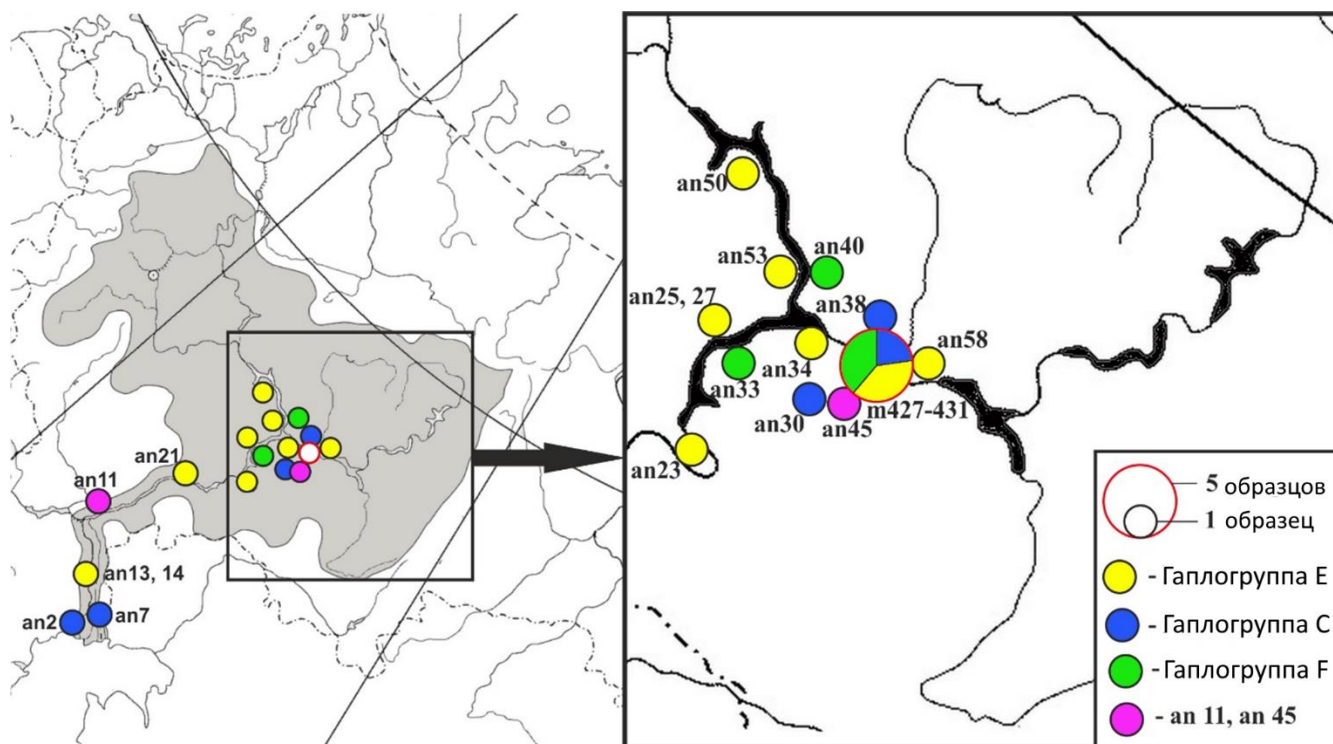 an21
an11
an13, 14
an2
an7
an50
an53
an40
an25, 27
an38
an58
an34
an33
m427-431
an30
an45
an23
5 образцов
1 образец
- Гаплогруппа E
- Гаплогруппа C
- Гаплогруппа F
- an 11, an 45